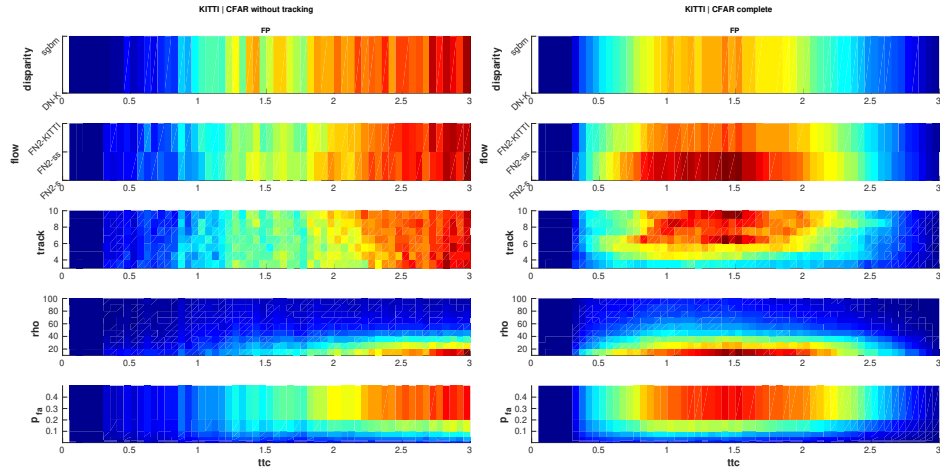 KITTI | CFAR without tracking
FP
disparity
sgbm
DN-K
0 0.5 1 1.5 2 2.5 3
flow
FN2-KITTI
FN2-ss
FN2-s
0 0.5 1 1.5 2 2.5 3
track
10
8
6
4
0 0.5 1 1.5 2 2.5 3
rho
100
80
60
40
20
0 0.5 1 1.5 2 2.5 3
p_fa
0.4
0.3
0.2
0.1
0 0.5 1 1.5 2 2.5 3
ttc
KITTI | CFAR complete
FP
disparity
sgbm
DN-K
0 0.5 1 1.5 2 2.5 3
flow
FN2-KITTI
FN2-ss
FN2-s
0 0.5 1 1.5 2 2.5 3
track
10
8
6
4
0 0.5 1 1.5 2 2.5 3
rho
100
80
60
40
20
0 0.5 1 1.5 2 2.5 3
p_fa
0.4
0.3
0.2
0.1
0 0.5 1 1.5 2 2.5 3
ttc